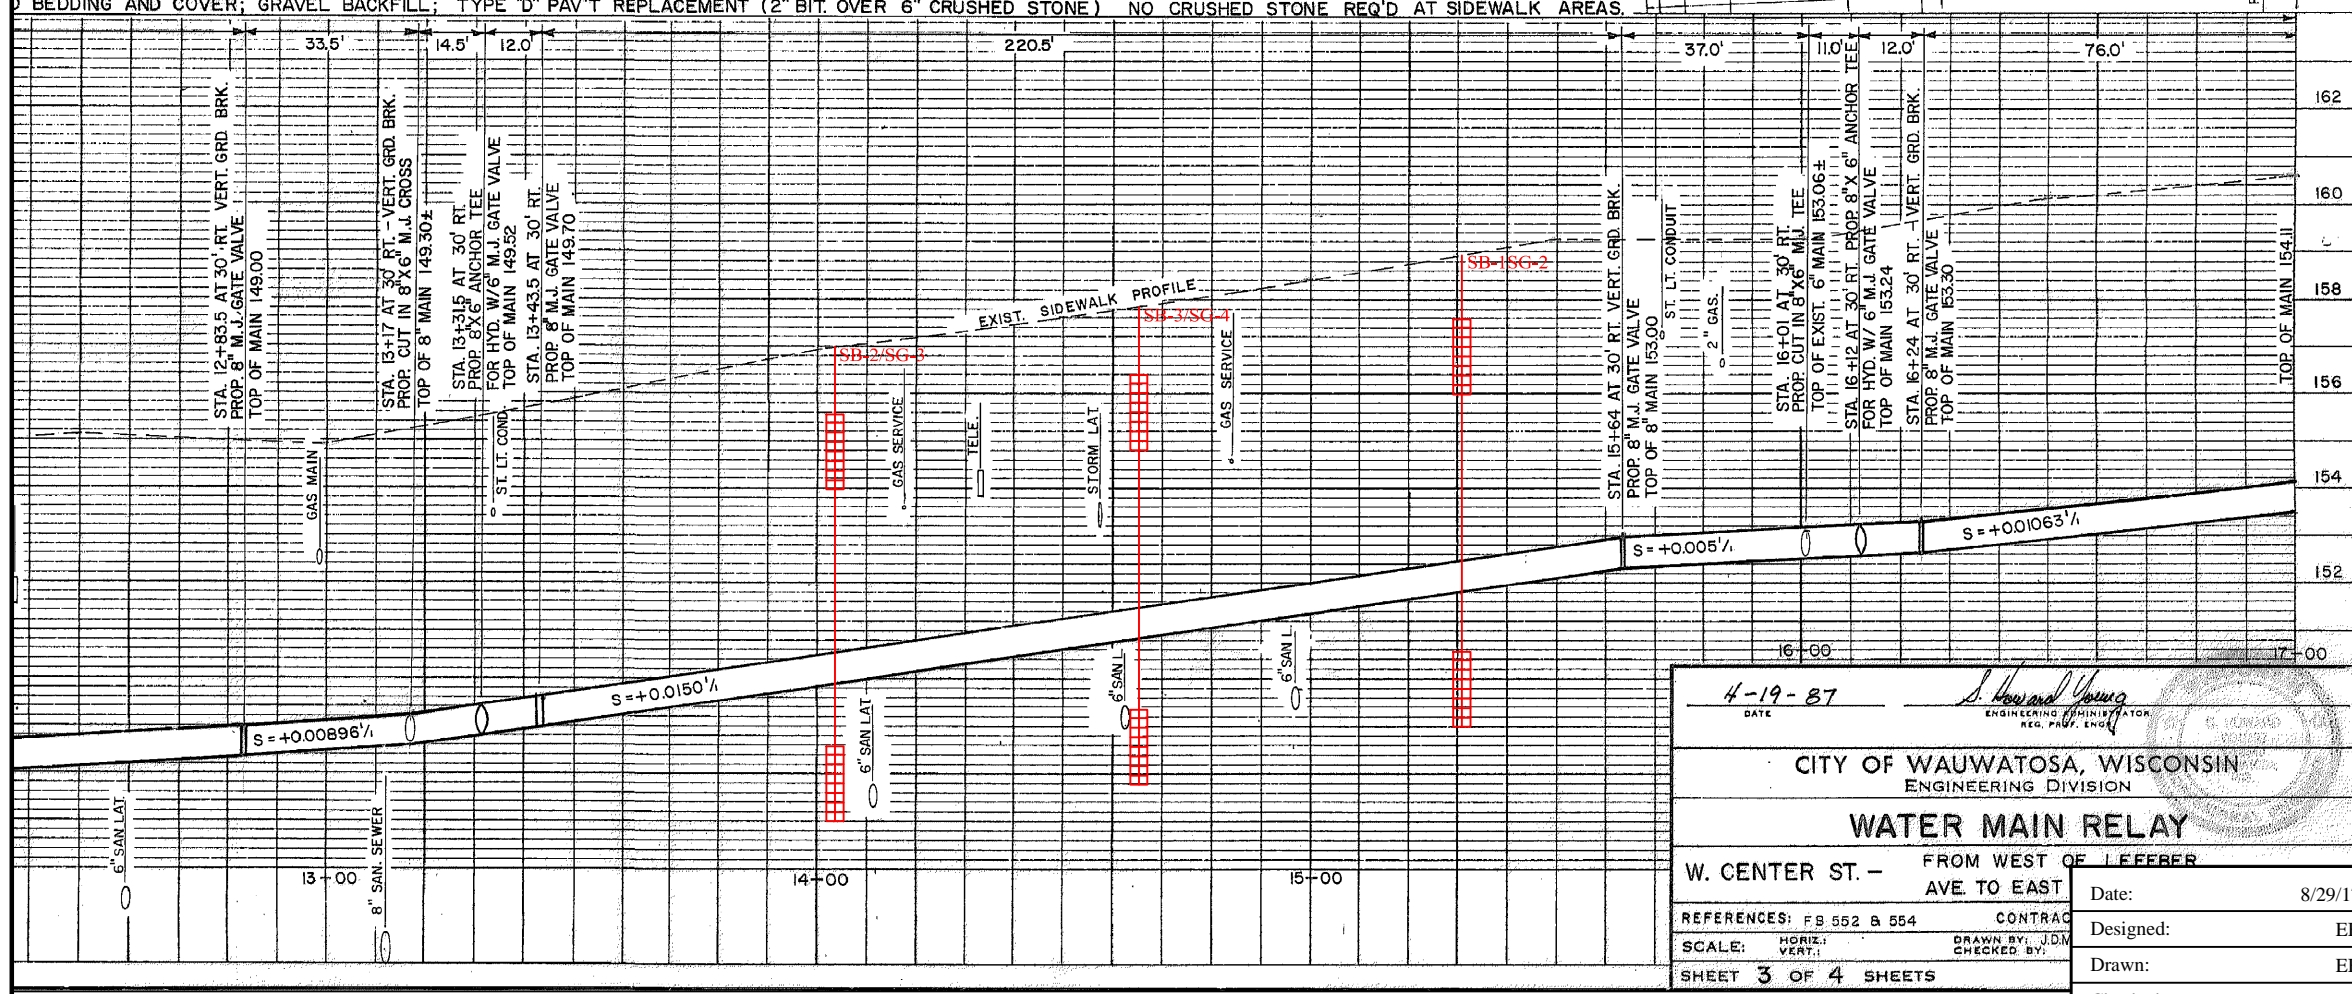 BEDDING AND COVER; GRAVEL BACKFILL; TYPE "D" PAV'T REPLACEMENT (2" BIT. OVER 6" CRUSHED STONE) NO CRUSHED STONE REQ'D AT SIDEWALK AREAS.
33.5' 14.5' 12.0' 220.5' 37.0' 11.0' 12.0' 76.0'
STA. 12+83.5 AT 30' RT. VERT. GRD. BRK.
PROP. 8" M.J. GATE VALVE
TOP OF MAIN 149.00
STA. 13+17 AT 30' RT. - VERT. GRD. BRK.
PROP. CUT IN 8"X6" M.J. CROSS
TOP OF 8" MAIN 149.30±
STA. 13+31.5 AT 30' RT.
PROP. 8"X6" ANCHOR TEE
FOR HYD. W/6" M.J. GATE VALVE
TOP OF MAIN 149.52
STA. 13+43.5 AT 30' RT.
PROP. 8" M.J. GATE VALVE
TOP OF MAIN 149.70
STA. 15+64 AT 30' RT. VERT. GRD. BRK.
PROP. 8" M.J. GATE VALVE
TOP OF 8" MAIN 153.00
ST. LT. CONDUIT
2" GAS.
STA. 16+01 AT 30' RT.
PROP. CUT IN 8"X6" M.J. TEE
TOP OF EXIST. 6" MAIN 153.06±
STA. 16+12 AT 30' RT. PROP. 8"X 6" ANCHOR TEE
FOR HYD. W/ 6" M.J. GATE VALVE
TOP OF MAIN 153.24
STA. 16+24 AT 30' RT. - VERT. GRD. BRK.
PROP. 8" M.J. GATE VALVE
TOP OF MAIN 153.30
TOP OF MAIN 154.11
162
160
158
156
154
152
EXIST. SIDEWALK PROFILE
SB-2/SG-3
SB-3/SG-4
SB-1SG-2
GAS MAIN
ST. LT. COND.
GAS SERVICE
TELE.
STORM LAT
GAS SERVICE
S=+0.00896'/1
S=+0.0150'/1
S=+0.005'/1
S=+0.01063'/1
6" SAN LAT
8" SAN. SEWER
6" SAN LAT
6" SAN L
6" SAN L
13+00
14+00
15+00
16+00
17+00
4-19-87
DATE
S. Howard Young
ENGINEERING ADMINISTRATOR
REG. PROF. ENGR
CITY OF WAUWATOSA, WISCONSIN
ENGINEERING DIVISION
WATER MAIN RELAY
W. CENTER ST. - FROM WEST OF LEFEBER
AVE. TO EAST
REFERENCES: FB 552 & 554 CONTRAC
SCALE: HORIZ.: VERT.: DRAWN BY: J.D.M
CHECKED BY:
SHEET 3 OF 4 SHEETS
Date: 8/29/1
Designed:
Drawn: